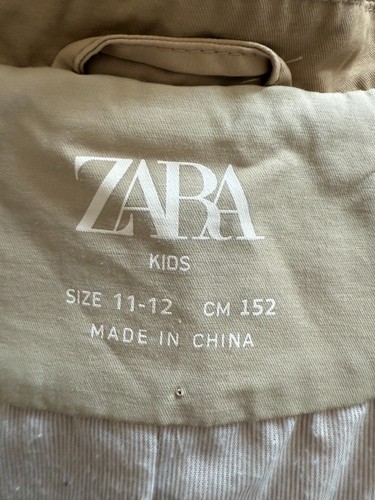 ZARA
KIDS
SIZE 11-12 CM 152
MADE IN CHINA